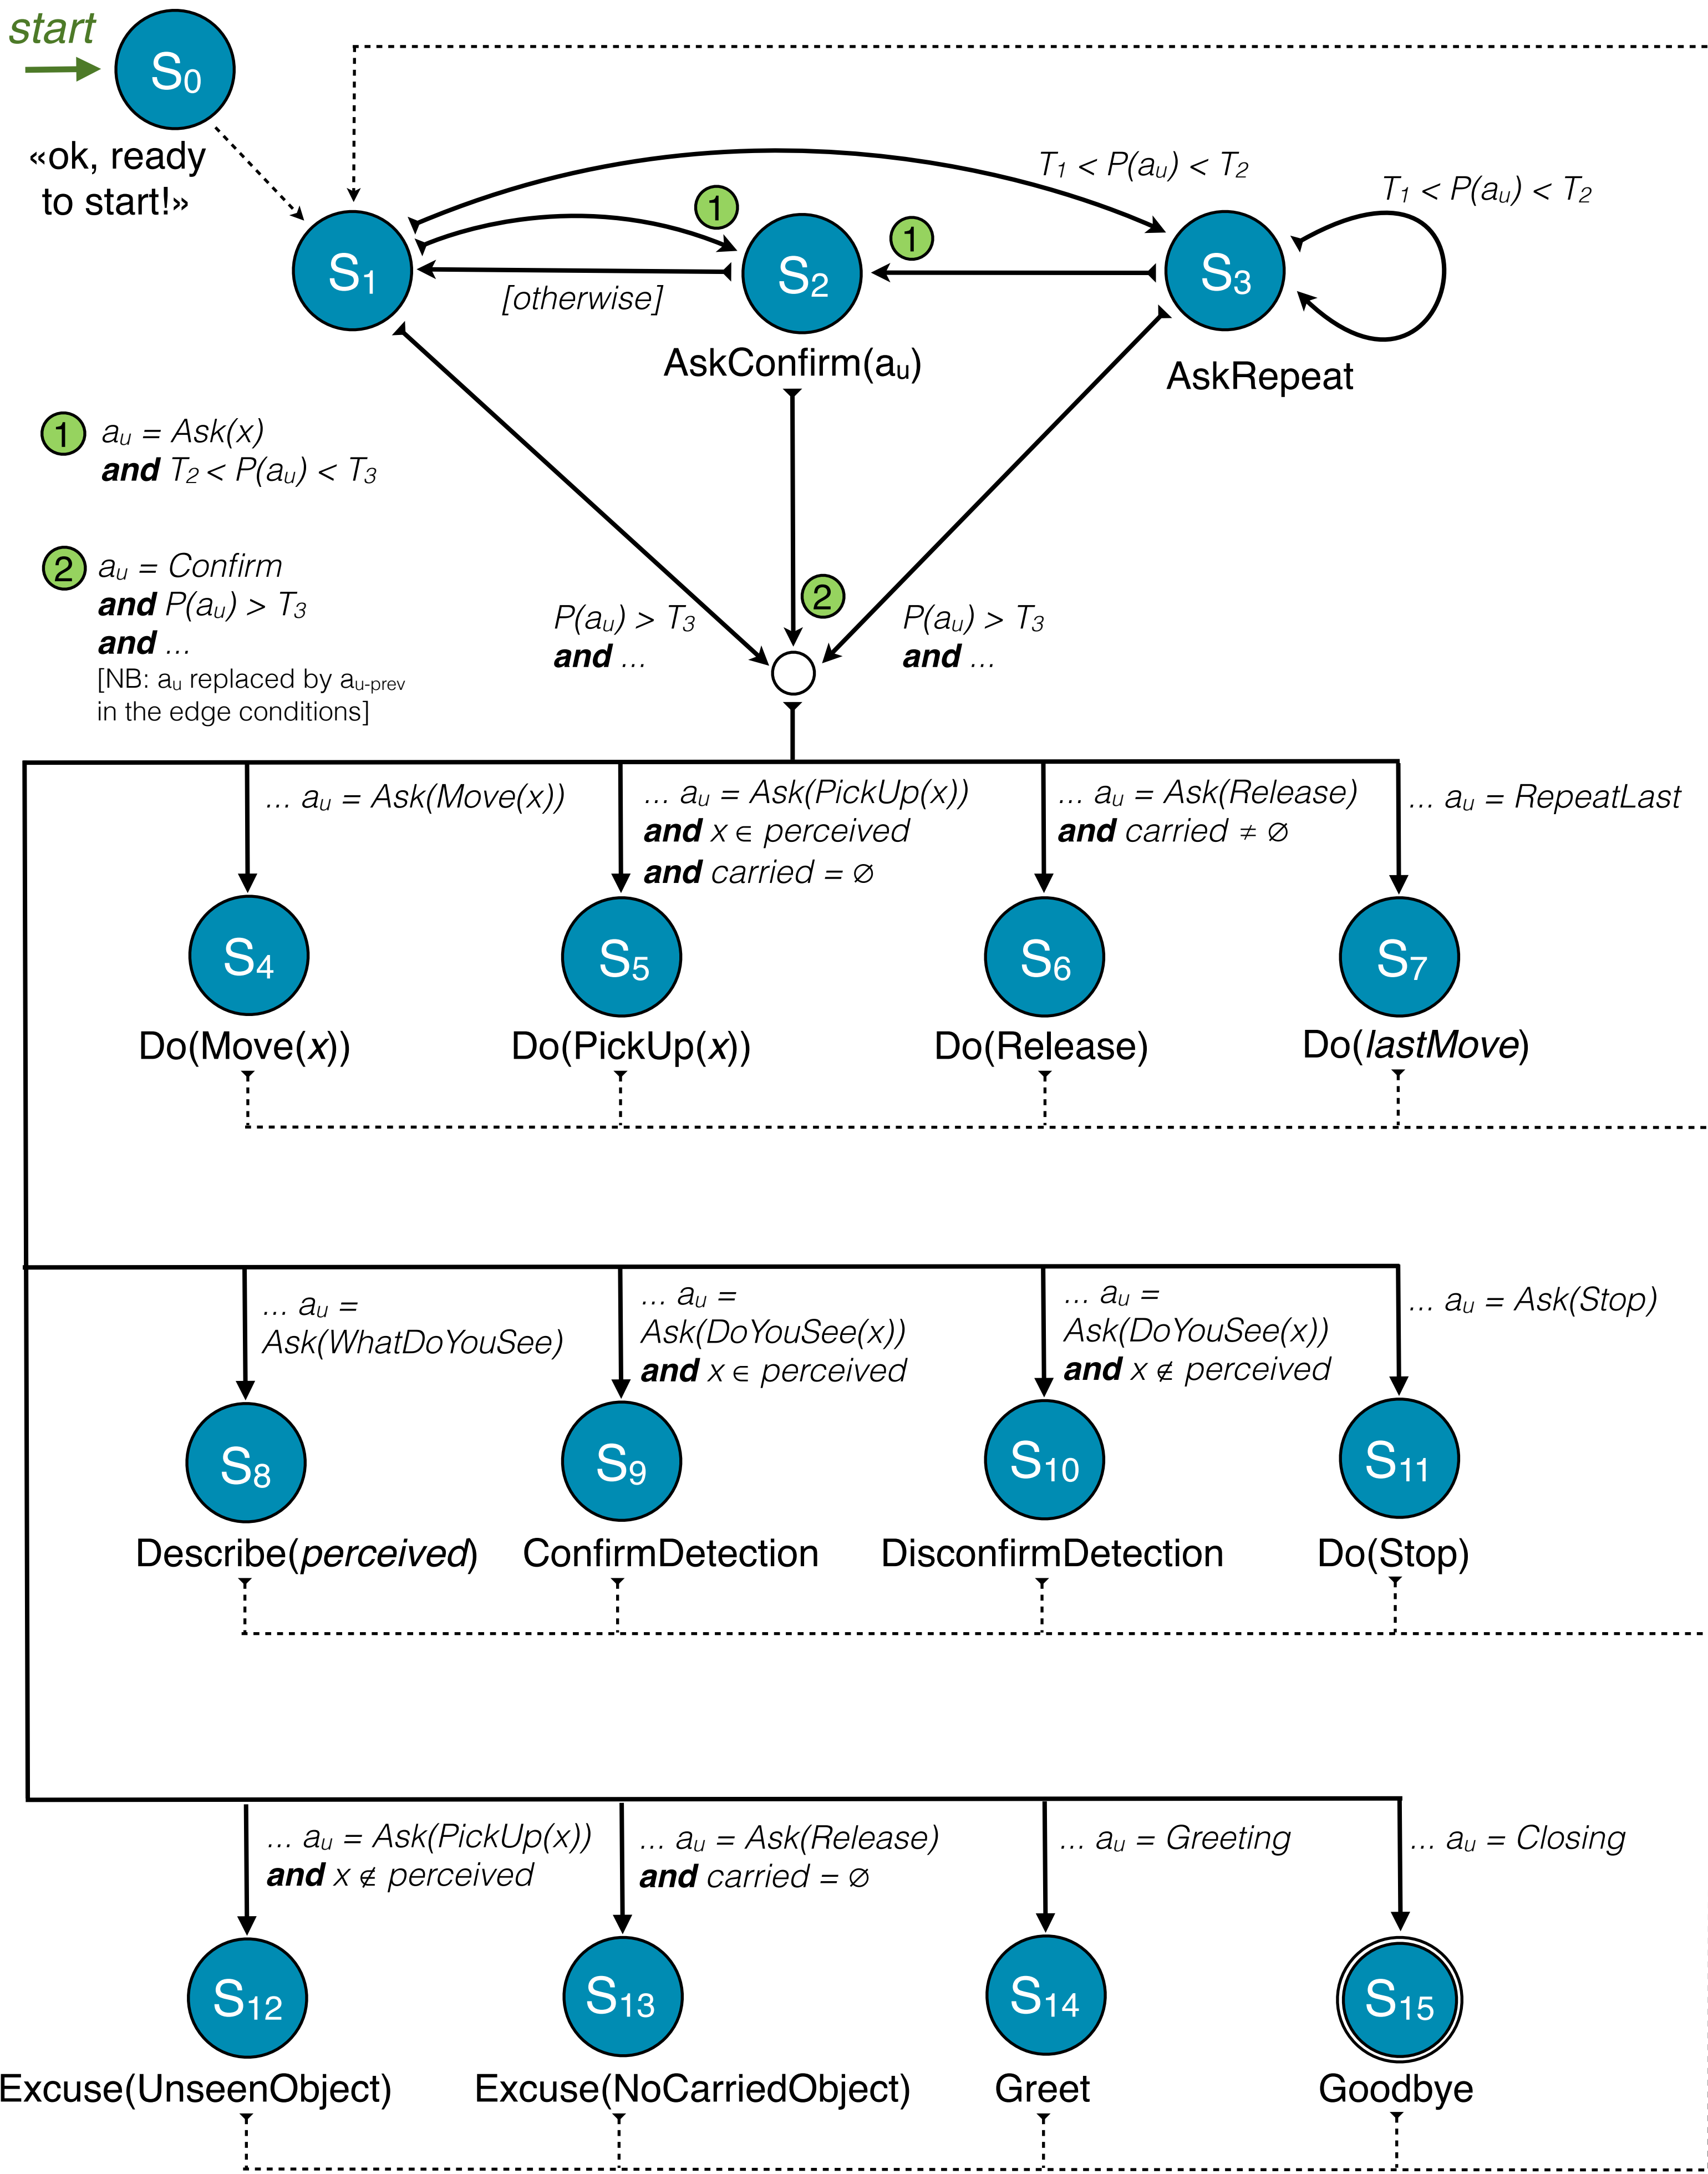 start
S0
«ok, ready
to start!»
T1 < P(au) < T2
T1 < P(au) < T2
1
1
S1
S2
S3
[otherwise]
AskConfirm(au)
AskRepeat
1 au = Ask(x)
and T2 < P(au) < T3
2 au = Confirm
and P(au) > T3
and ...
[NB: au replaced by au-prev
in the edge conditions]
P(au) > T3
and ...
2
P(au) > T3
and ...
... au = Ask(Move(x))
... au = Ask(PickUp(x))
and x ∈ perceived
and carried = ∅
... au = Ask(Release)
and carried ≠ ∅
... au = RepeatLast
S4
S5
S6
S7
Do(Move(x))
Do(PickUp(x))
Do(Release)
Do(lastMove)
... au =
Ask(WhatDoYouSee)
... au =
Ask(DoYouSee(x))
and x ∈ perceived
... au =
Ask(DoYouSee(x))
and x ∉ perceived
... au = Ask(Stop)
S8
S9
S10
S11
Describe(perceived)
ConfirmDetection
DisconfirmDetection
Do(Stop)
... au = Ask(PickUp(x))
and x ∉ perceived
... au = Ask(Release)
and carried = ∅
... au = Greeting
... au = Closing
S12
S13
S14
S15
Excuse(UnseenObject)
Excuse(NoCarriedObject)
Greet
Goodbye